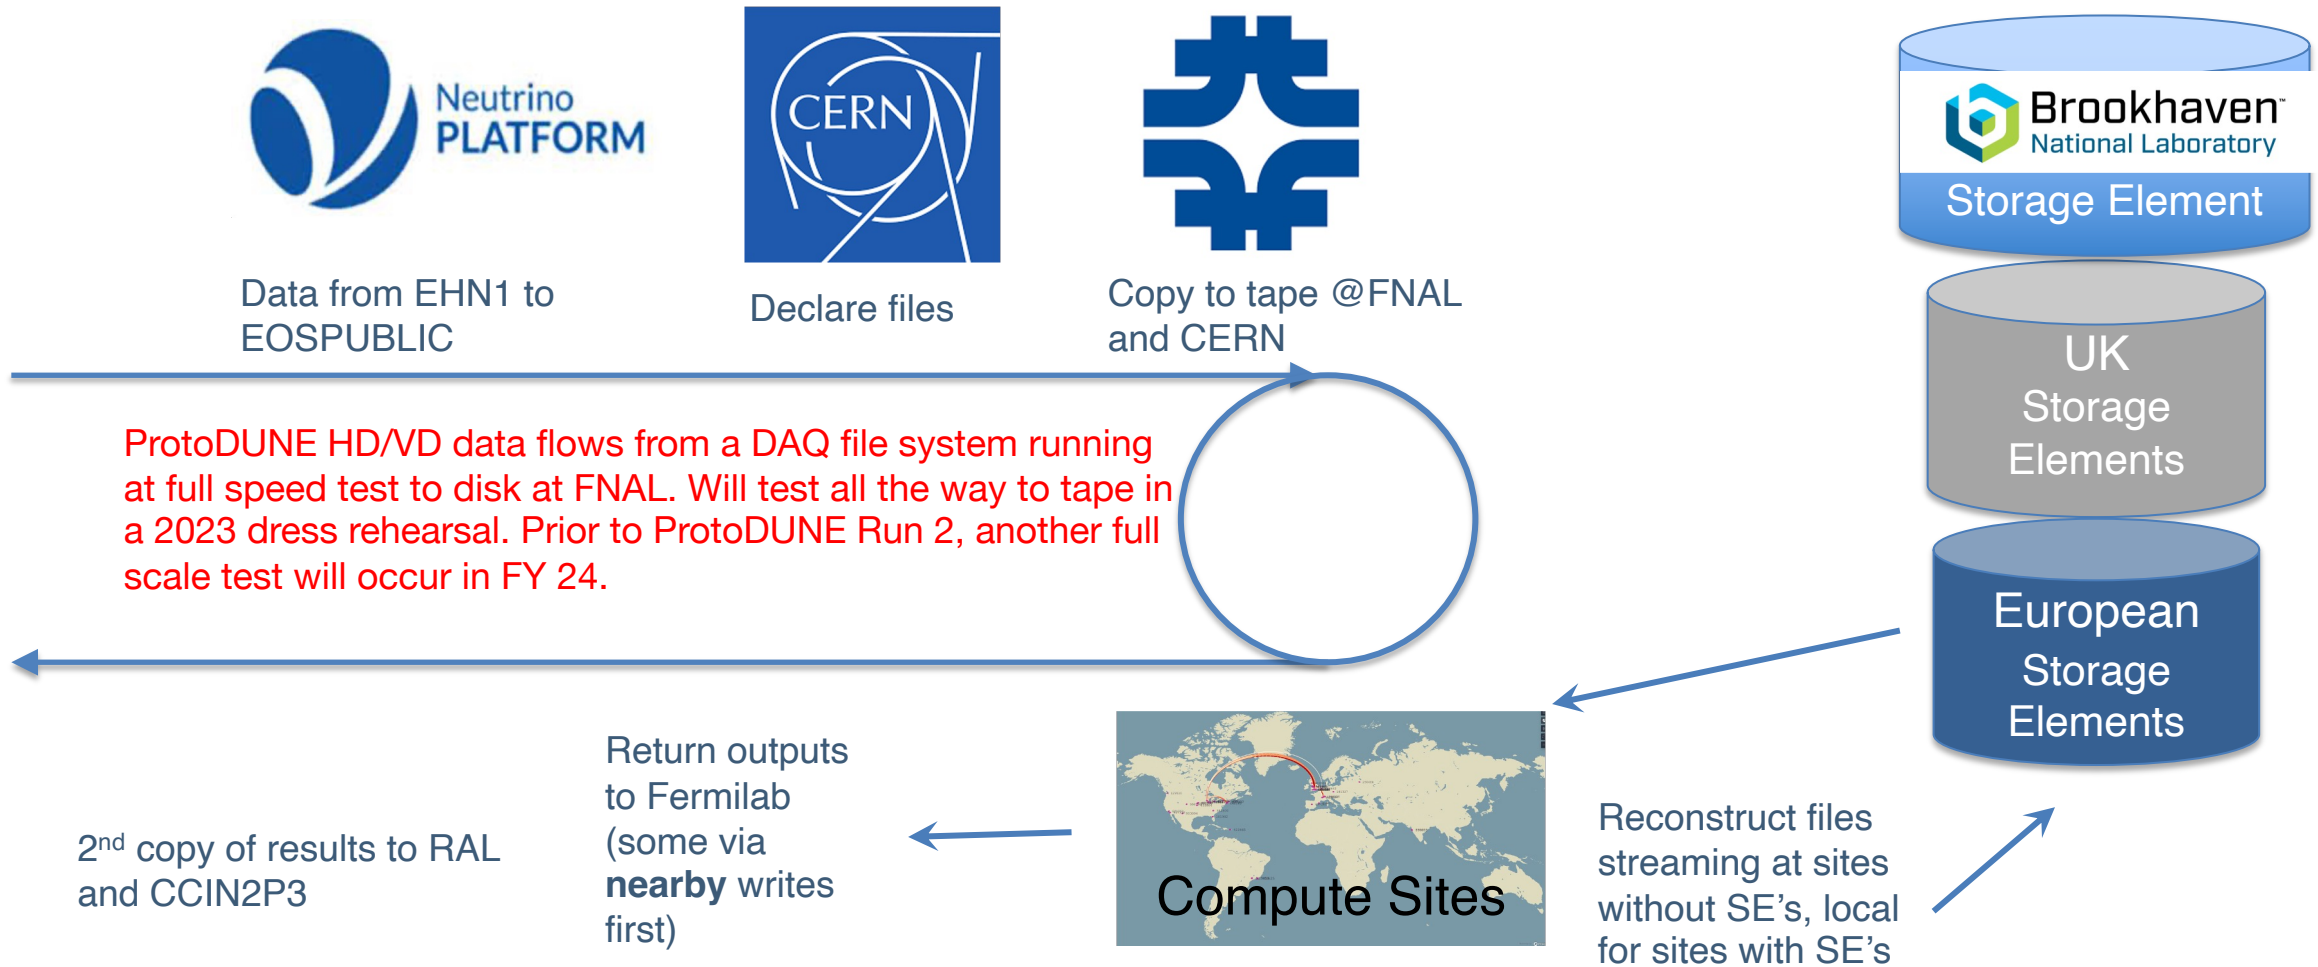 Neutrino
PLATFORM
CERN
Brookhaven™
National Laboratory
Storage Element
Data from EHN1 to
EOSPUBLIC
Declare files
Copy to tape @FNAL
and CERN
UK
Storage
Elements
ProtoDUNE HD/VD data flows from a DAQ file system running
at full speed test to disk at FNAL. Will test all the way to tape in
a 2023 dress rehearsal. Prior to ProtoDUNE Run 2, another full
scale test will occur in FY 24.
European
Storage
Elements
2nd copy of results to RAL
and CCIN2P3
Return outputs
to Fermilab
(some via
nearby writes
first)
Compute Sites
Reconstruct files
streaming at sites
without SE's, local
for sites with SE's